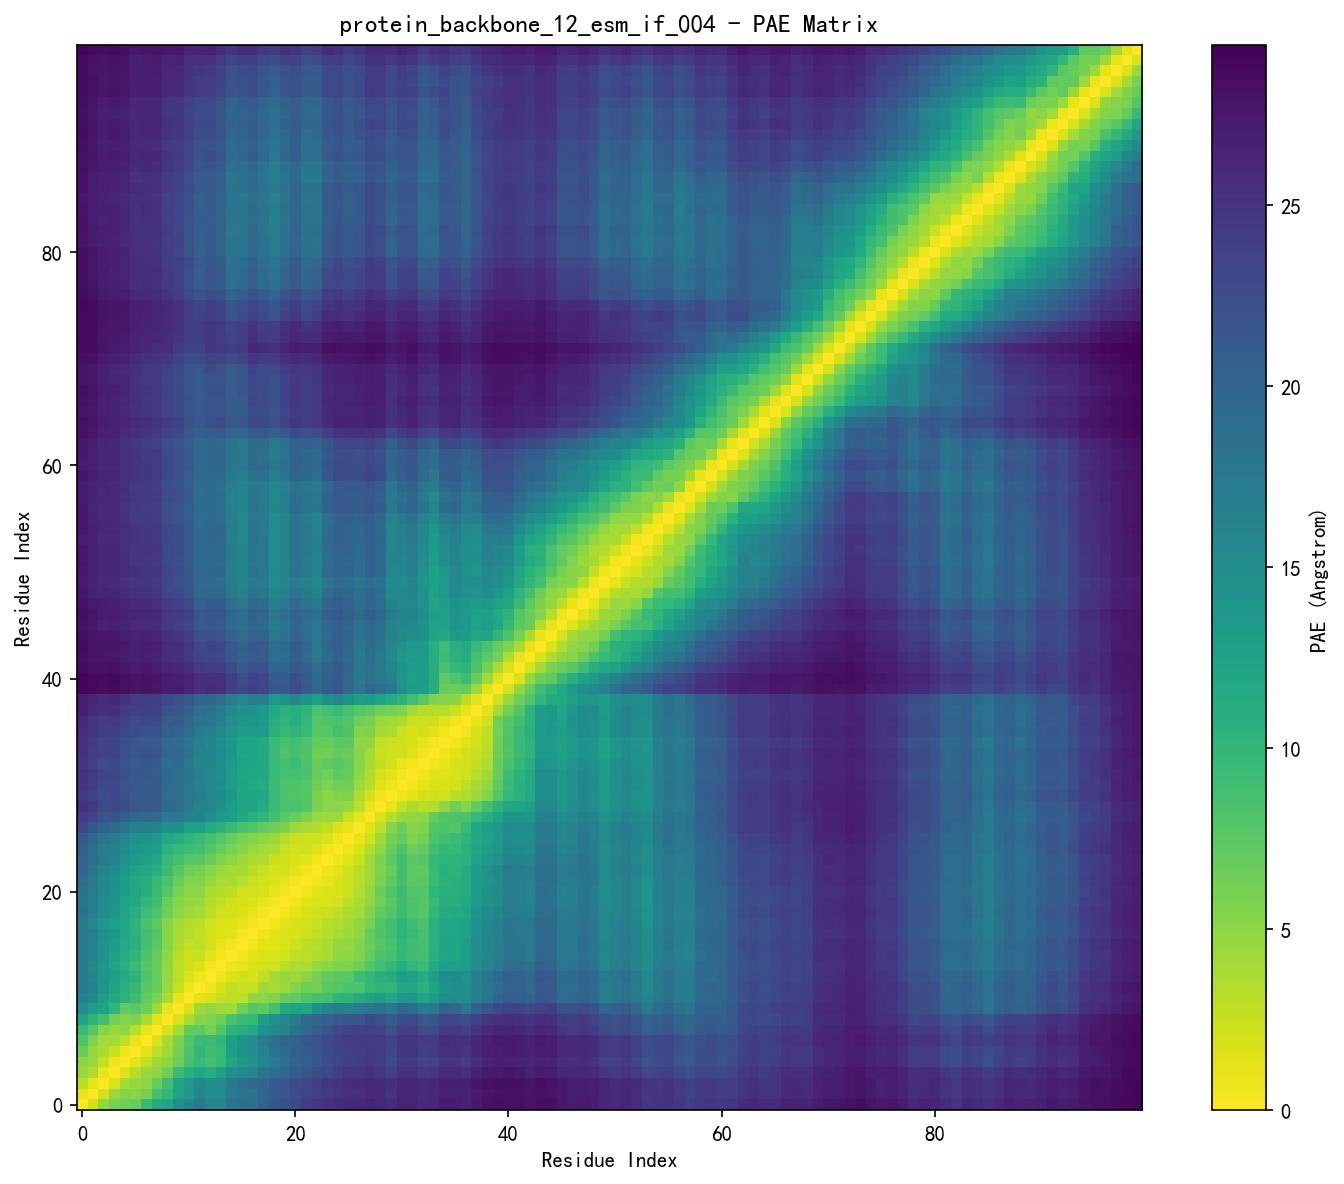 protein_backbone_12_esm_if_004 - PAE Matrix
Residue Index
80
60
40
20
0
0 20 40 60 80
Residue Index
25
20
15
10
5
0
PAE (Angstrom)